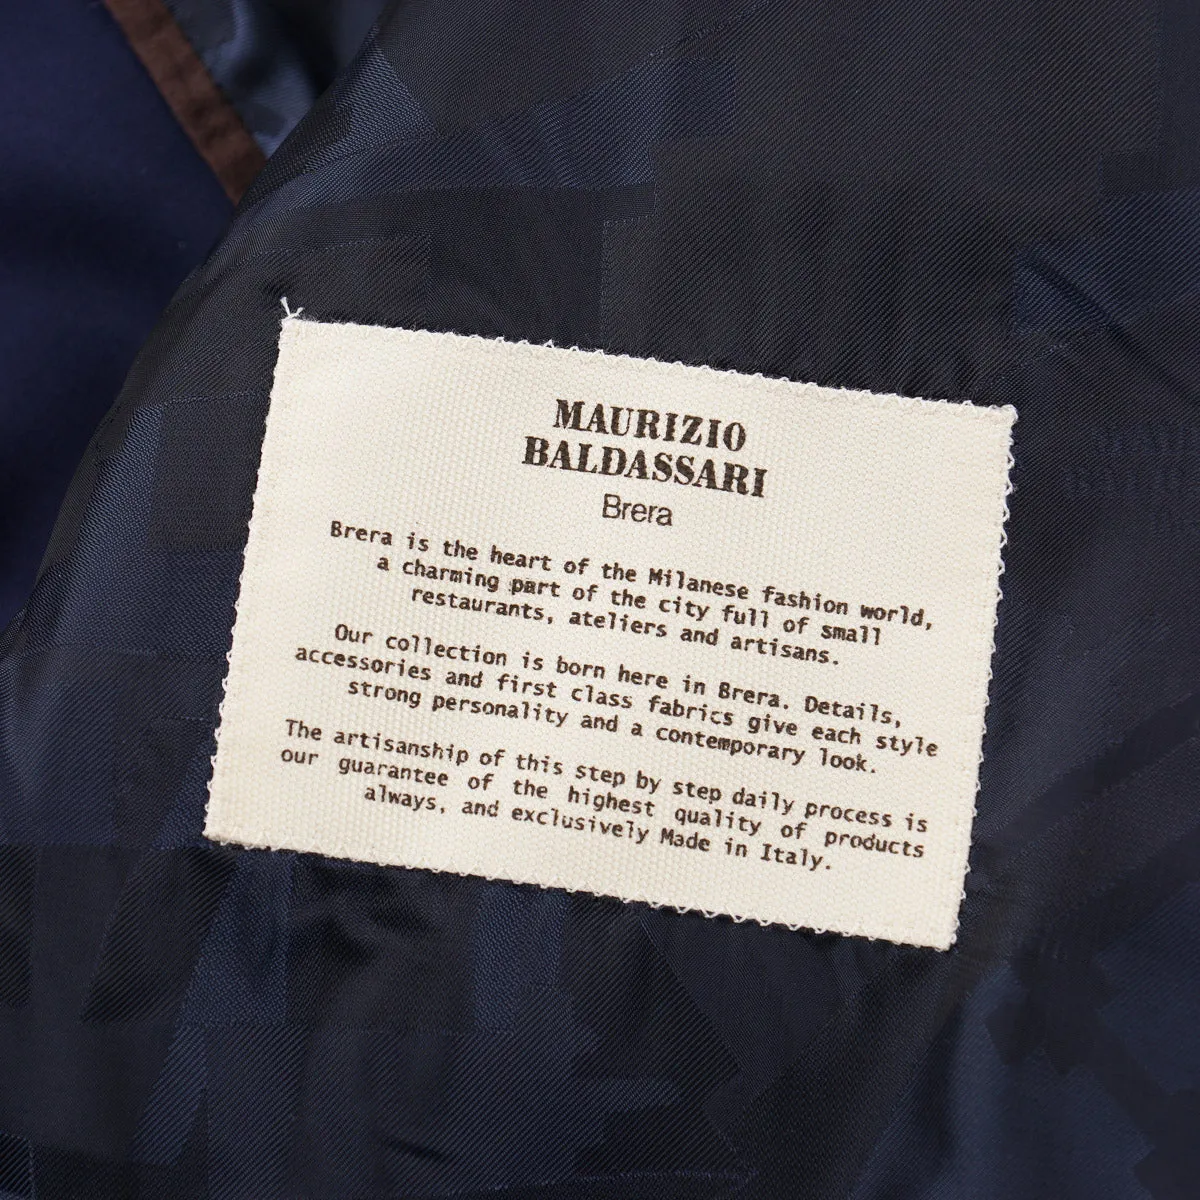 MAURIZIO
BALDASSARI
Brera
Brera is the heart of the Milanese fashion world,
a charming part of the city full of small
restaurants, ateliers and artisans.
Our collection is born here in Brera. Details,
accessories and first class fabrics give each style
strong personality and a contemporary look.
The artisanship of this step by step daily process is
our guarantee of the highest quality of products
always, and exclusively Made in Italy.